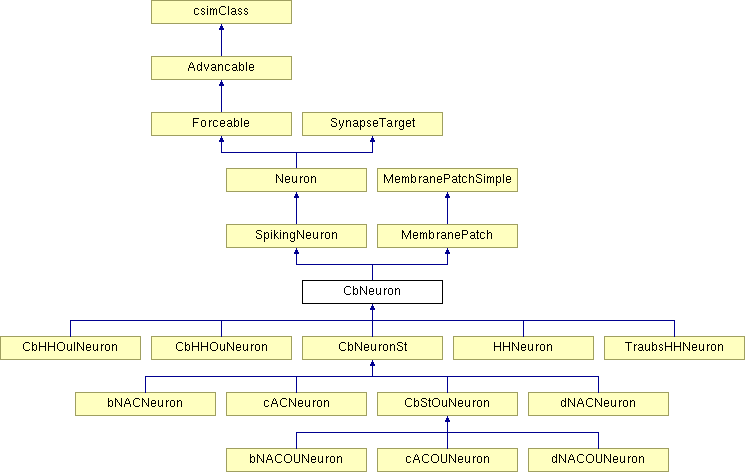 csimClass
Advancable
Forceable
SynapseTarget
Neuron
MembranePatchSimple
SpikingNeuron
MembranePatch
CbNeuron
CbHHOuINeuron
CbHHOuNeuron
CbNeuronSt
HHNeuron
TraubsHHNeuron
bNACNeuron
cACNeuron
CbStOuNeuron
dNACNeuron
bNACOUNeuron
cACOUNeuron
dNACOUNeuron